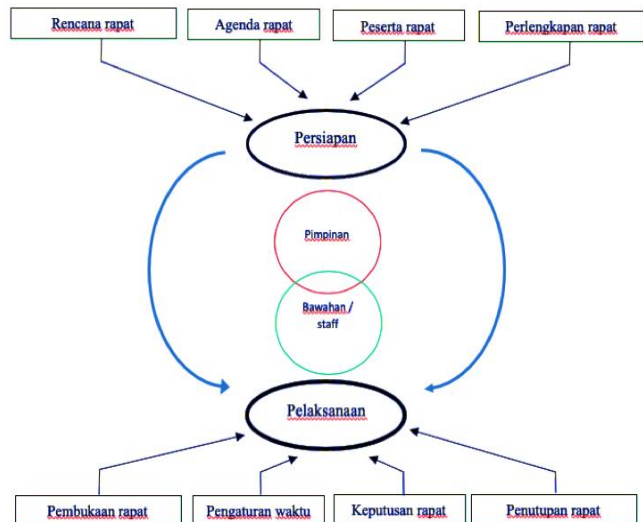 Rencana rapat
Agenda rapat
Peserta rapat
Perlengkapan rapat
Persiapan
Pimpinan
Bawahan /
staff
Pelaksanaan
Pembukaan rapat
Pengaturan waktu
Keputusan rapat
Penutupan rapat